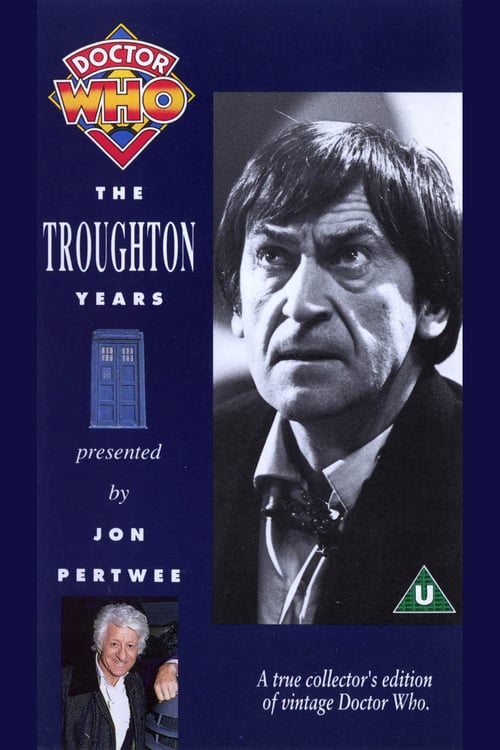 DOCTOR
WHO
THE
TROUGHTON
YEARS
presented
by
JON
PERTWEE
U
A true collector's edition
of vintage Doctor Who.